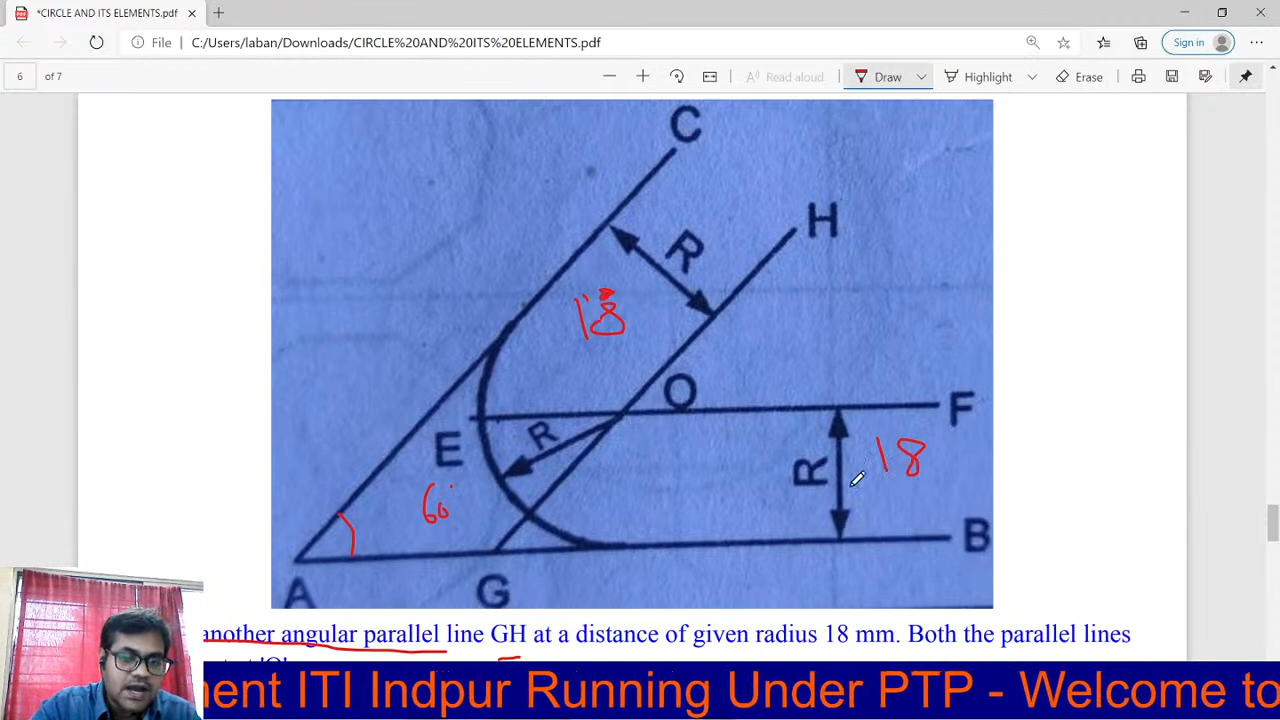 *CIRCLE AND ITS ELEMENTS.pdf
File C:/Users/laban/Downloads/CIRCLE%20AND%20ITS%20ELEMENTS.pdf Sign in
6 of 7 Read aloud Draw Highlight Erase
C
H
R
18
O
F
E
R
R
18
60°
B
A
G
another angular parallel line GH at a distance of given radius 18 mm. Both the parallel lines
'O'
ment ITI Indpur Running Under PTP - Welcome to